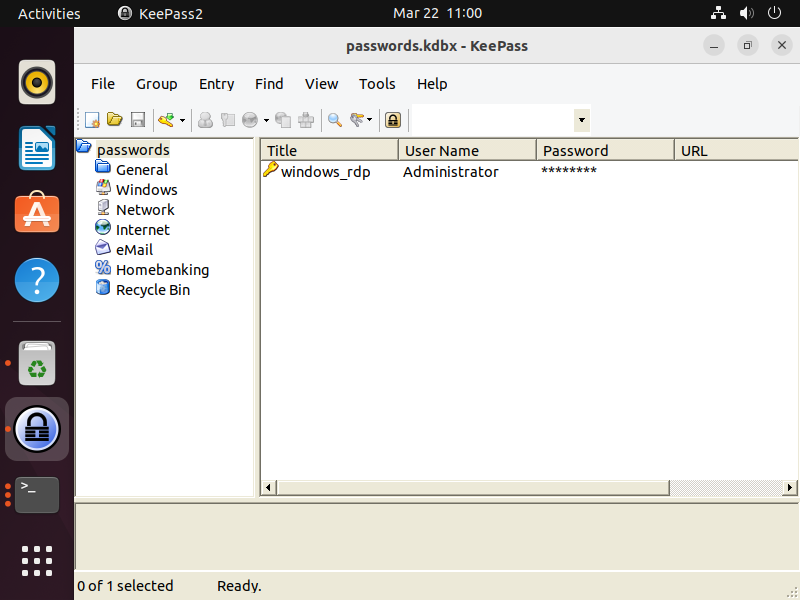 Activities KeePass2 Mar 22 11:00
passwords.kdbx - KeePass
File Group Entry Find View Tools Help
passwords
General
Windows
Network
Internet
eMail
Homebanking
Recycle Bin
Title User Name Password URL
windows_rdp Administrator ********
0 of 1 selected Ready.